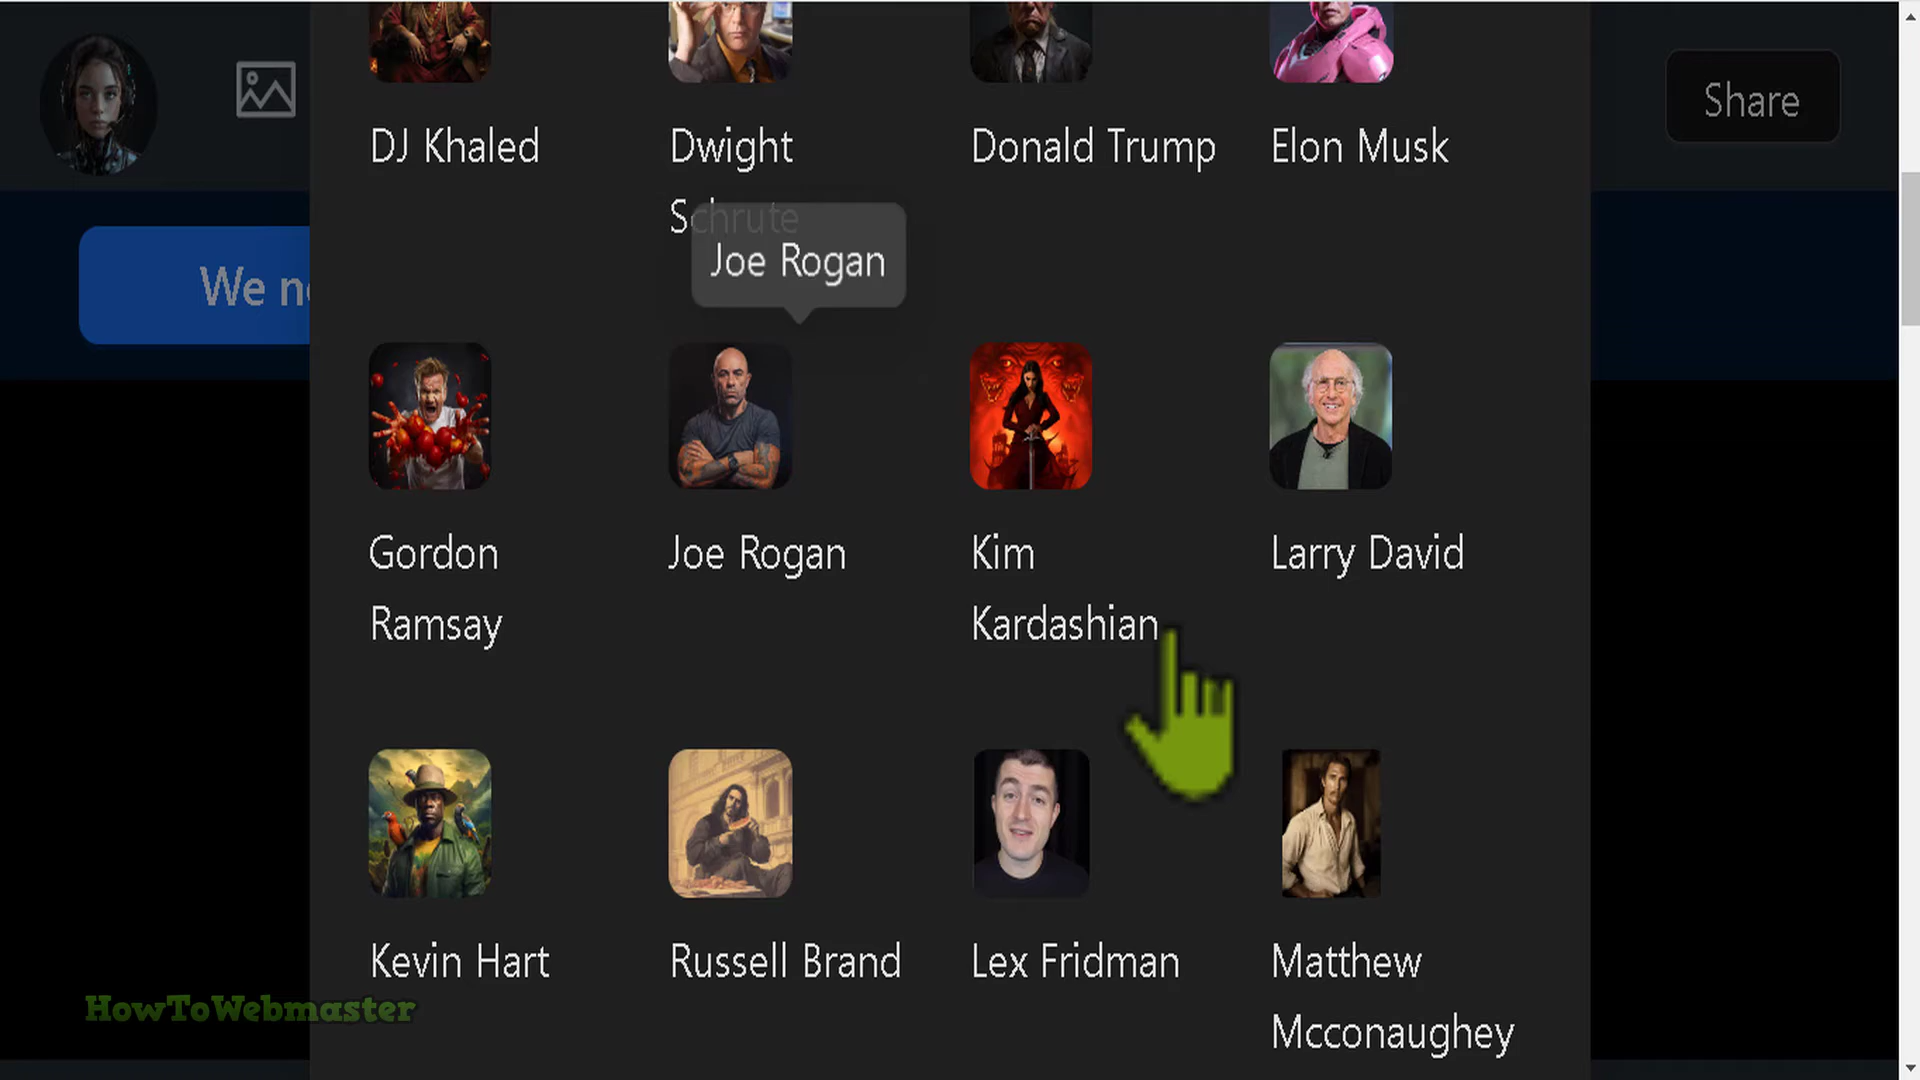 Share
We
DJ Khaled
Dwight
Schrute
Donald Trump
Elon Musk
Joe Rogan
Gordon
Ramsay
Joe Rogan
Kim
Kardashian
Larry David
Kevin Hart
Russell Brand
Lex Fridman
Matthew
Mcconaughey
HowToWebmaster